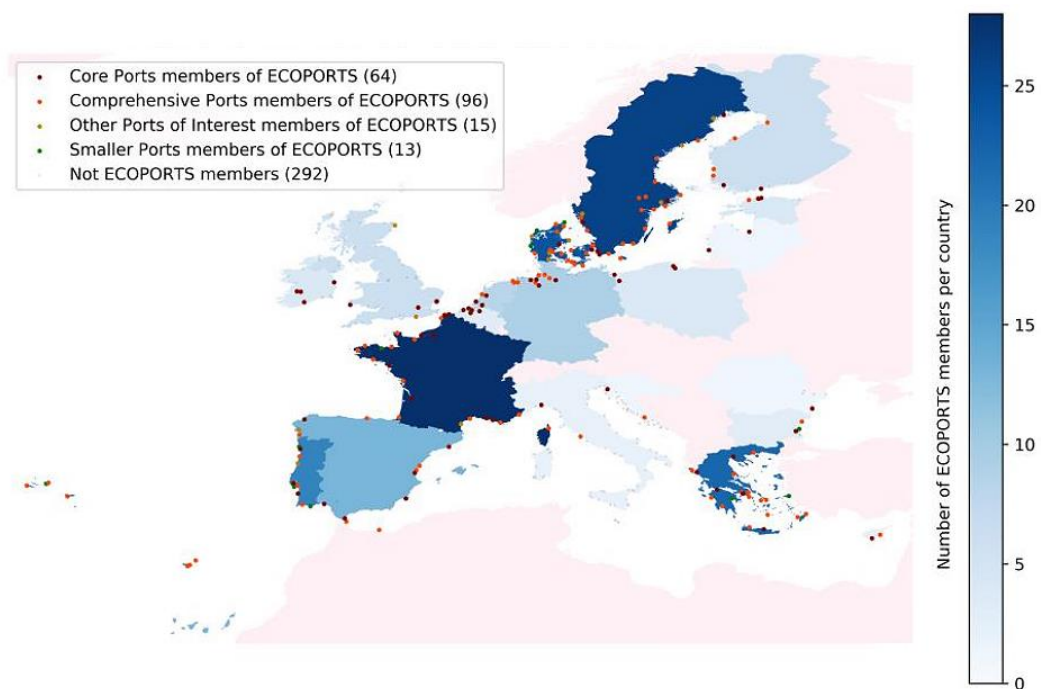 Core Ports members of ECOPORTS (64)
Comprehensive Ports members of ECOPORTS (96)
Other Ports of Interest members of ECOPORTS (15)
Smaller Ports members of ECOPORTS (13)
Not ECOPORTS members (292)
Number of ECOPORTS members per country
25
20
15
10
5
0